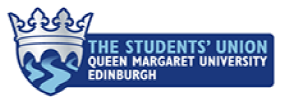 THE STUDENTS' UNION
QUEEN MARGARET UNIVERSITY
EDINBURGH